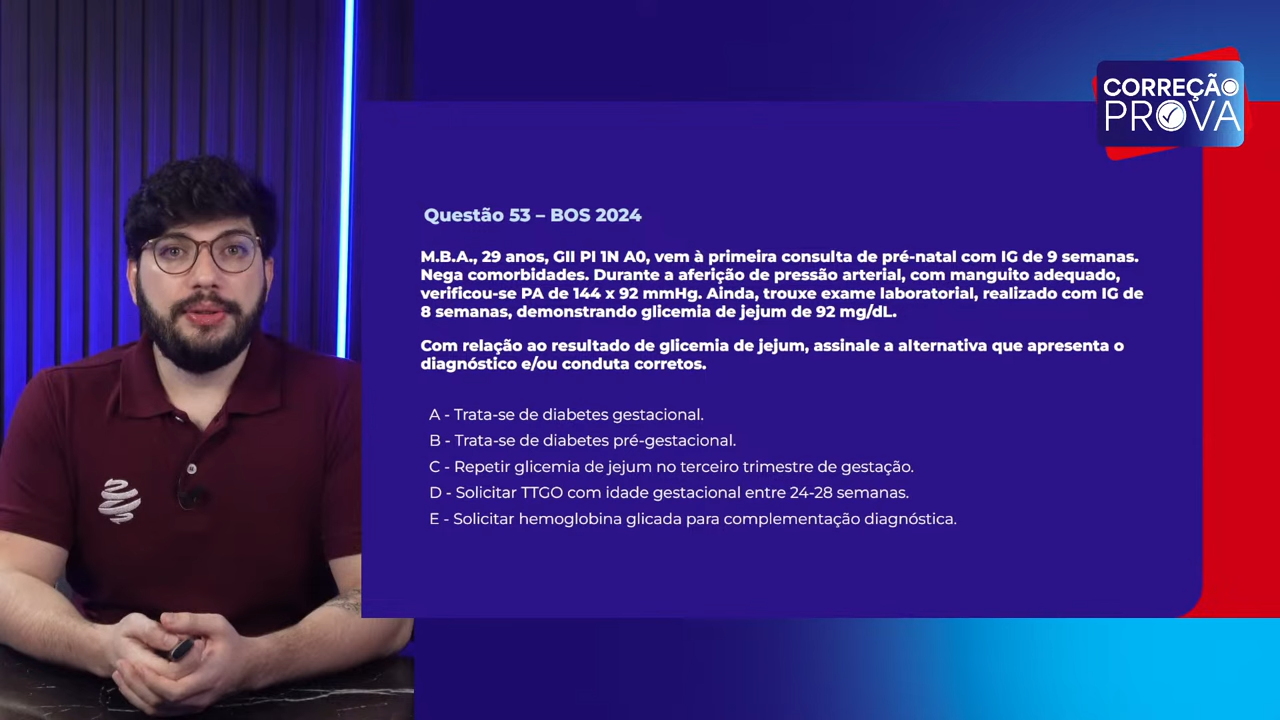 CORREÇÃO
PROVA
Questão 53 – BOS 2024
M.B.A., 29 anos, GII PI 1N A0, vem à primeira consulta de pré-natal com IG de 9 semanas.
Nega comorbidades. Durante a aferição de pressão arterial, com manguito adequado,
verificou-se PA de 144 x 92 mmHg. Ainda, trouxe exame laboratorial, realizado com IG de
8 semanas, demonstrando glicemia de jejum de 92 mg/dL.
Com relação ao resultado de glicemia de jejum, assinale a alternativa que apresenta o
diagnóstico e/ou conduta corretos.
A - Trata-se de diabetes gestacional.
B - Trata-se de diabetes pré-gestacional.
C - Repetir glicemia de jejum no terceiro trimestre de gestação.
D - Solicitar TTGO com idade gestacional entre 24-28 semanas.
E - Solicitar hemoglobina glicada para complementação diagnóstica.